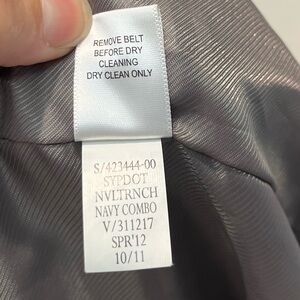 REMOVE BELT
BEFORE DRY
CLEANING
DRY CLEAN ONLY
S/423444-00
SYPDOT
NVLTRNCH
NAVY COMBO
V/311217
SPR'12
10/11